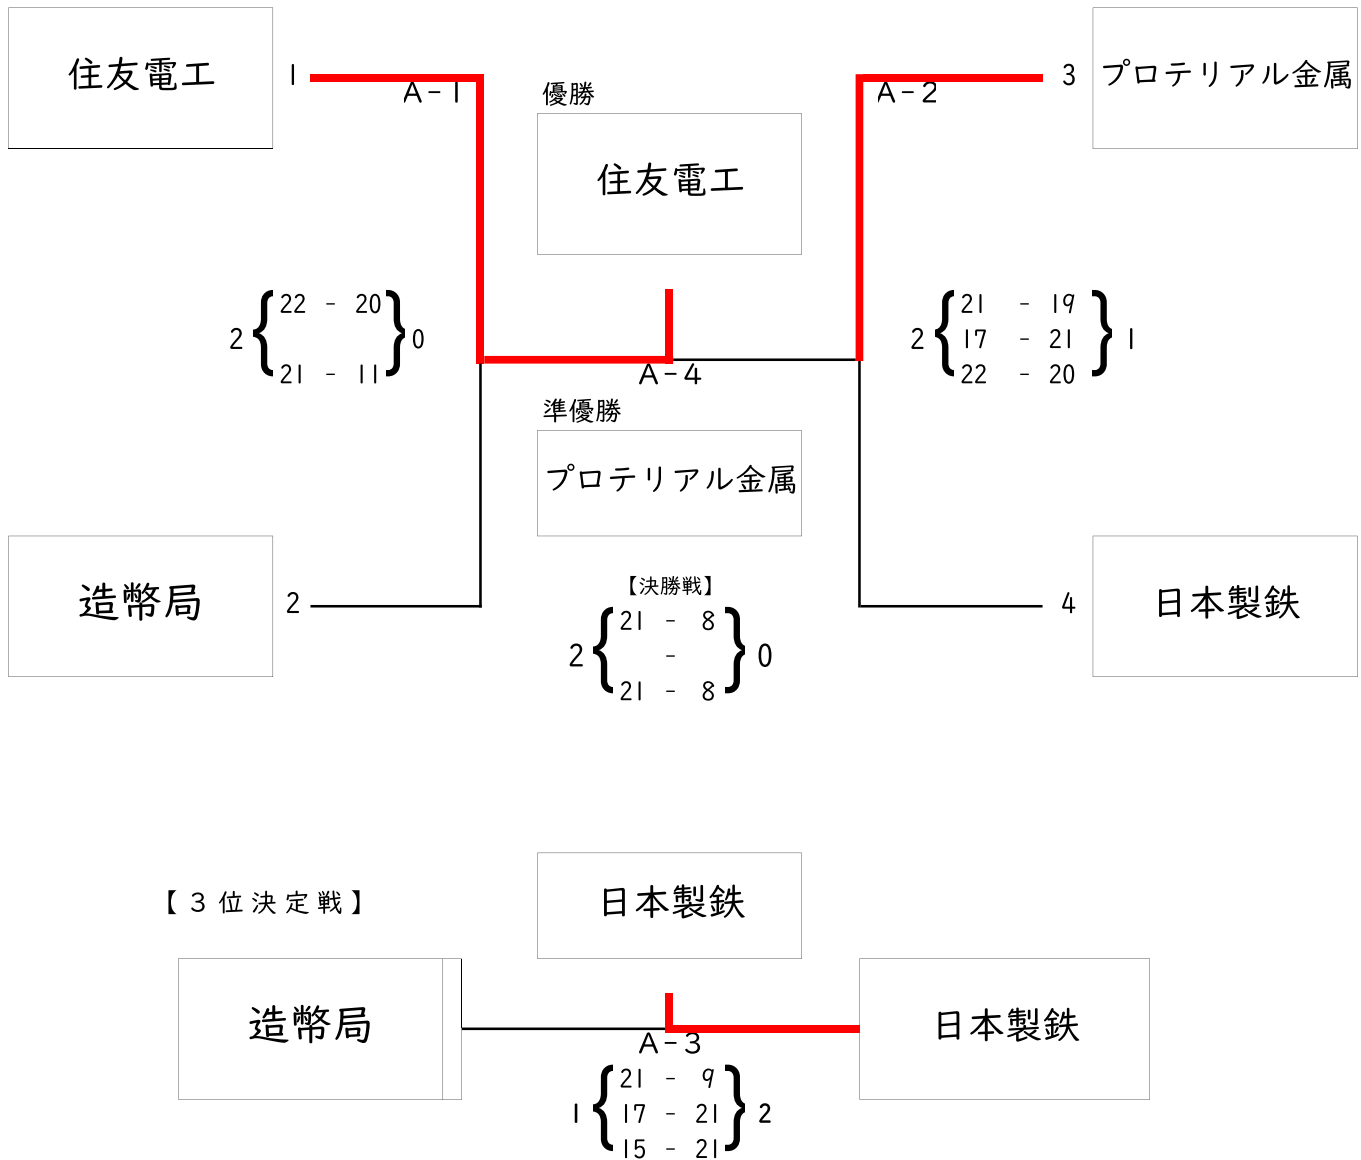 住友電工 1
A-1
優勝
住友電工
A-2
3 プロテリアル金属
2 { 22 - 20 } 0
21 - 11
2 { 21 - 19 } 1
17 - 21
22 - 20
A-4
準優勝
プロテリアル金属
造幣局 2
4 日本製鉄
【決勝戦】
2 { 21 - 8 } 0
-
21 - 8
【３位決定戦】
日本製鉄
造幣局
日本製鉄
A-3
1 { 21 - 9 } 2
17 - 21
15 - 21